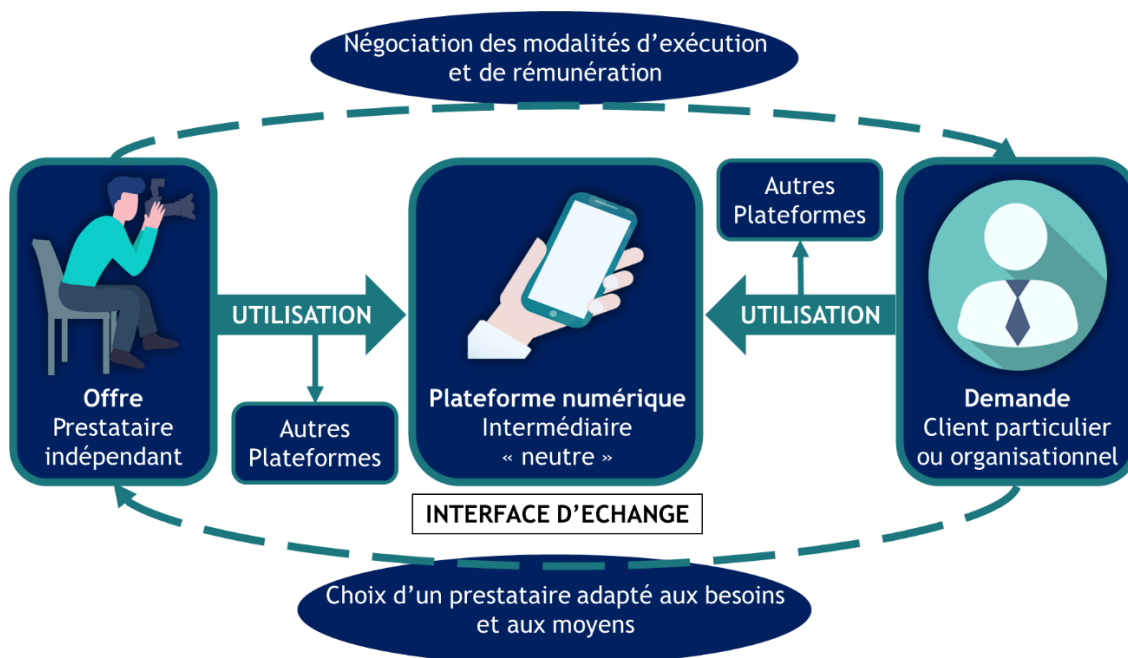 Négociation des modalités d'exécution
et de rémunération
Offre
Prestataire
indépendant
UTILISATION
Autres
Plateformes
Plateforme numérique
Intermédiaire
« neutre »
INTERFACE D'ECHANGE
Autres
Plateformes
UTILISATION
Demande
Client particulier
ou organisationnel
Choix d'un prestataire adapté aux besoins
et aux moyens